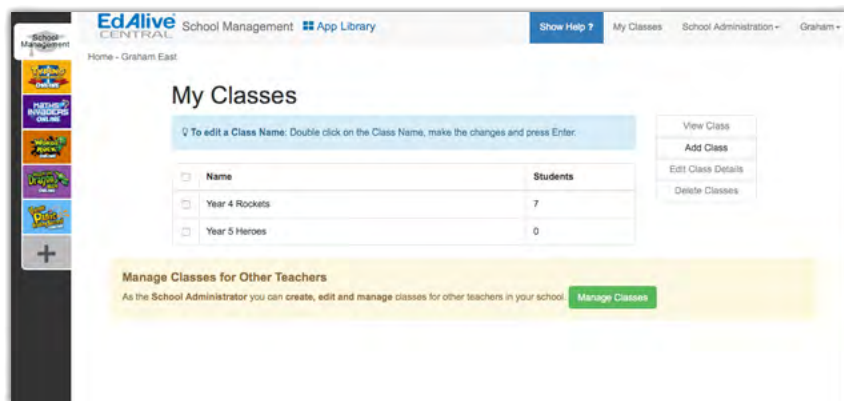 School Management
EdAlive CENTRAL
School Management
App Library
Show Help ?
My Classes
School Administration
Graham
Home - Graham East
MATHS INVADERS ONLINE
My Classes
To edit a Class Name: Double click on the Class Name, make the changes and press Enter.
View Class
Add Class
Edit Class Details
Delete Classes
Name Students
Year 4 Rockets 7
Year 5 Heroes 0
Manage Classes for Other Teachers
As the School Administrator you can create, edit and manage classes for other teachers in your school.
Manage Classes